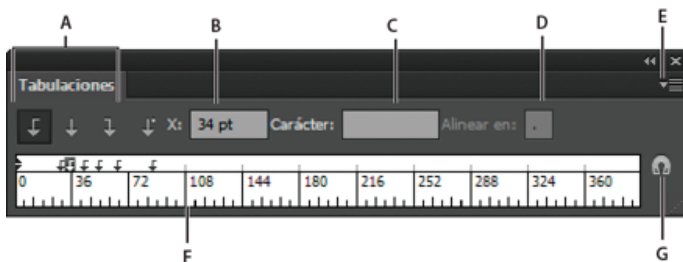 A B C D E
Tabulaciones
X: 34 pt Carácter: Alinear en: .
0 36 72 108 144 180 216 252 288 324 360
F G